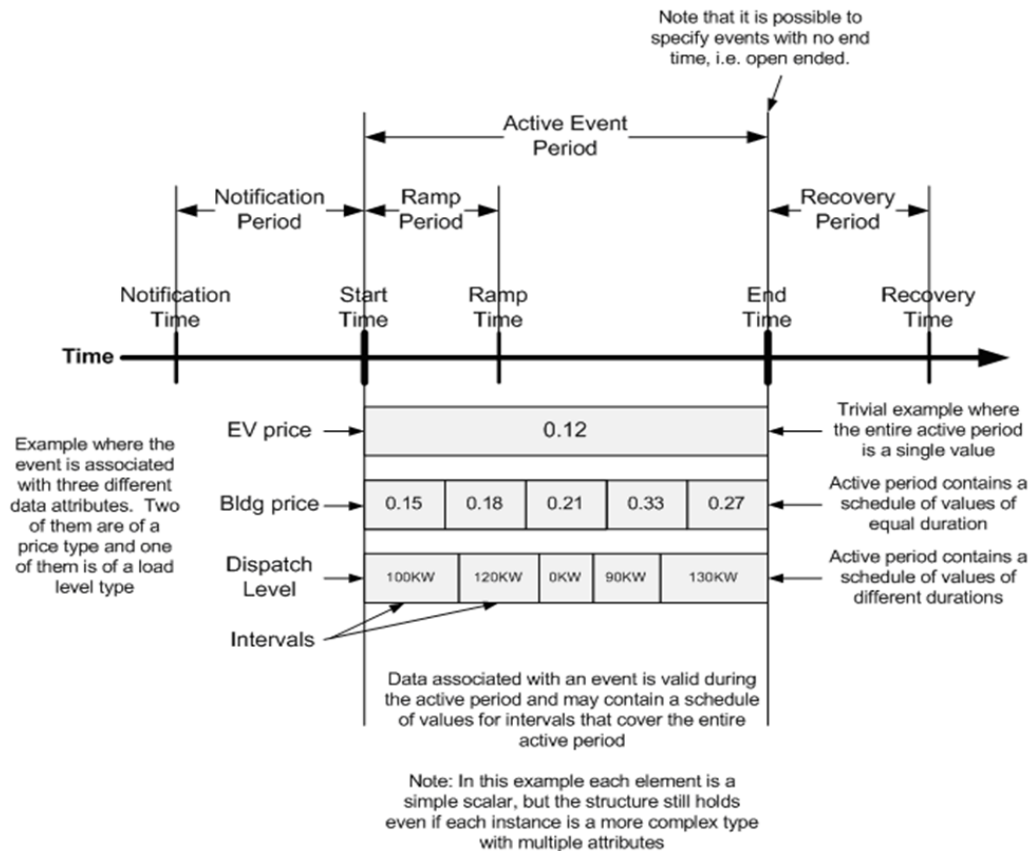 Note that it is possible to
specify events with no end
time, i.e. open ended.
Active Event
Period
Notification
Period
Ramp
Period
Recovery
Period
Notification
Time
Start
Time
Ramp
Time
End
Time
Recovery
Time
Time
Example where the
event is associated
with three different
data attributes. Two
of them are of a
price type and one
of them is of a load
level type
EV price
0.12
Trivial example where
the entire active period
is a single value
Bldg price
0.15
0.18
0.21
0.33
0.27
Active period contains a
schedule of values of
equal duration
Dispatch
Level
100KW
120KW
0KW
90KW
130KW
Active period contains a
schedule of values of
different durations
Intervals
Data associated with an event is valid during
the active period and may contain a schedule
of values for intervals that cover the entire
active period
Note: In this example each element is a
simple scalar, but the structure still holds
even if each instance is a more complex type
with multiple attributes